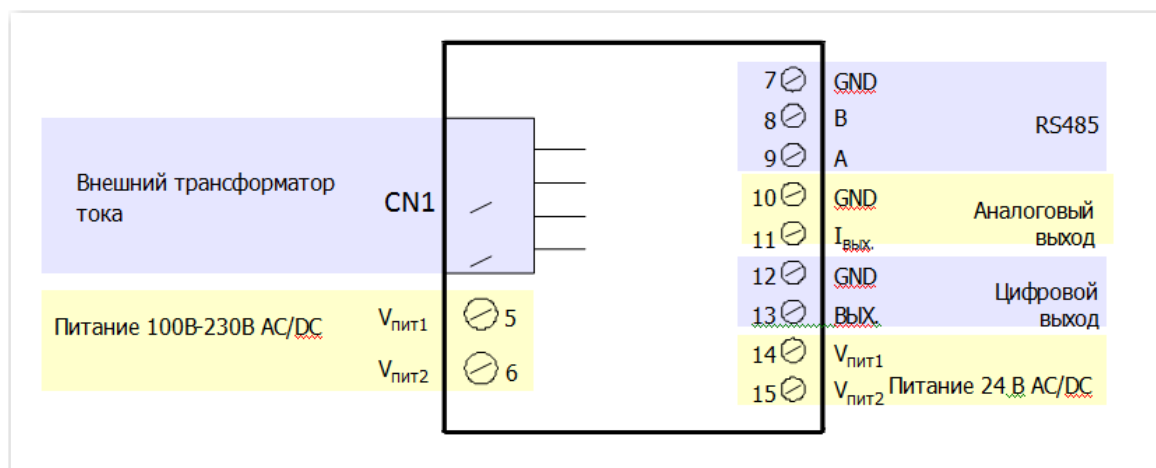 Внешний трансформатор
тока
CN1
Питание 100В-230В AC/DC
Vпит1
5
Vпит2
6
7 GND
8 B
9 A
RS485
10 GND
11 Iвых.
Аналоговый
выход
12 GND
13 ВЫХ.
Цифровой
выход
14 Vпит1
15 Vпит2
Питание 24 В AC/DC